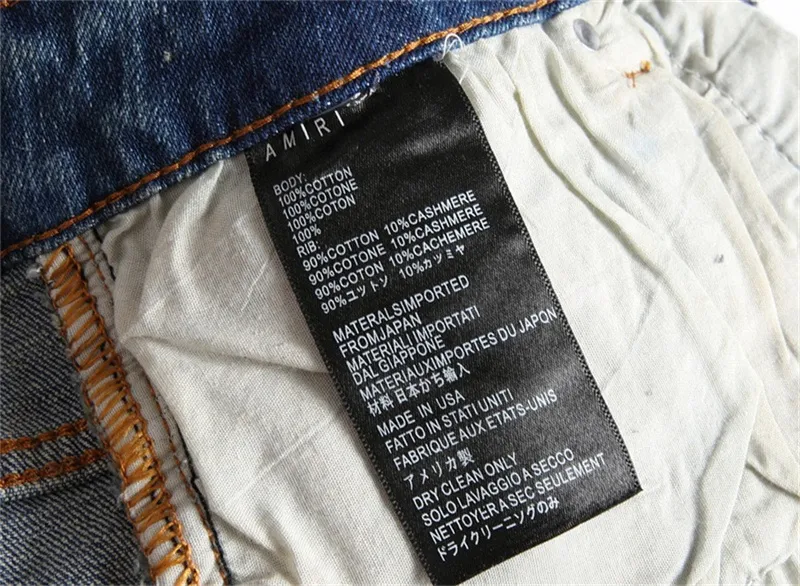 AMIRI
BODY:
100%COTTON
100%COTONE
100%COTON
100%
RIB:
90%COTTON 10%CASHMERE
90%COTONE 10%CASHMERE
90%COTON 10%CACHEMERE
90%ユットソ 10%カツミヤ
MATERALSIMPORTED
FROMJAPAN
MATERIALI IMPORTATI
DAL GIAPPONE
MATERIAUXIMPORTES DU JAPON
材料 日本かち輸入
MADE IN USA
FATTO IN STATI UNITI
FABRIQUE AUX ETATS-UNIS
アメリカ製
DRY CLEAN ONLY
SOLO LAVAGGIO A SECCO
NETTOYERA SEC SEULEMENT
ドライクリーニングのみ